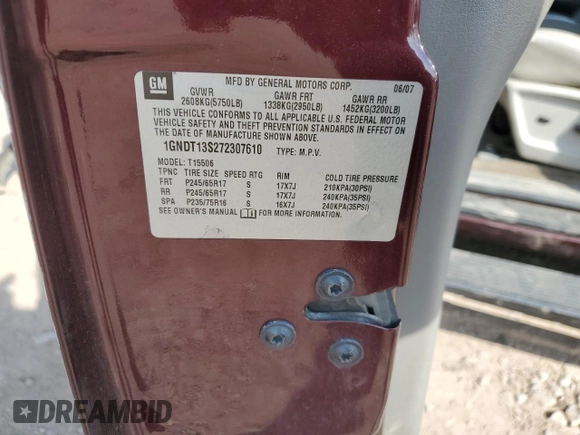 GM
MFD BY GENERAL MOTORS CORP. 06/07
GVWR GAWR FRT GAWR RR
2608KG(5750LB) 1338KG(2950LB) 1452KG(3200LB)
THIS VEHICLE CONFORMS TO ALL APPLICABLE U.S. FEDERAL MOTOR
VEHICLE SAFETY AND THEFT PREVENTION STANDARDS IN EFFECT ON
THE DATE OF MANUFACTURE SHOWN ABOVE.
1GNDT13S272307610 TYPE: M.P.V.
MODEL: T15506
TPNC TIRE SIZE SPEED RTG RIM COLD TIRE PRESSURE
FRT P245/65R17 S 17X7J 210KPA(30PSI)
RR P245/65R17 S 17X7J 240KPA(35PSI)
SPA P235/75R16 S 16X7J 240KPA(35PSI)
SEE OWNER'S MANUAL FOR MORE INFORMATION.
DREAMBID